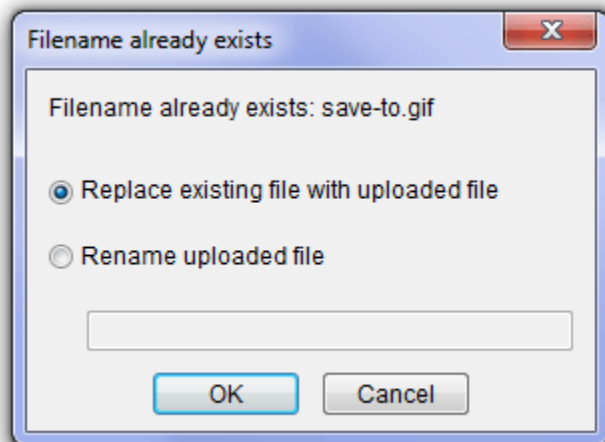 Filename already exists
Filename already exists: save-to.gif
Replace existing file with uploaded file
Rename uploaded file
OK
Cancel